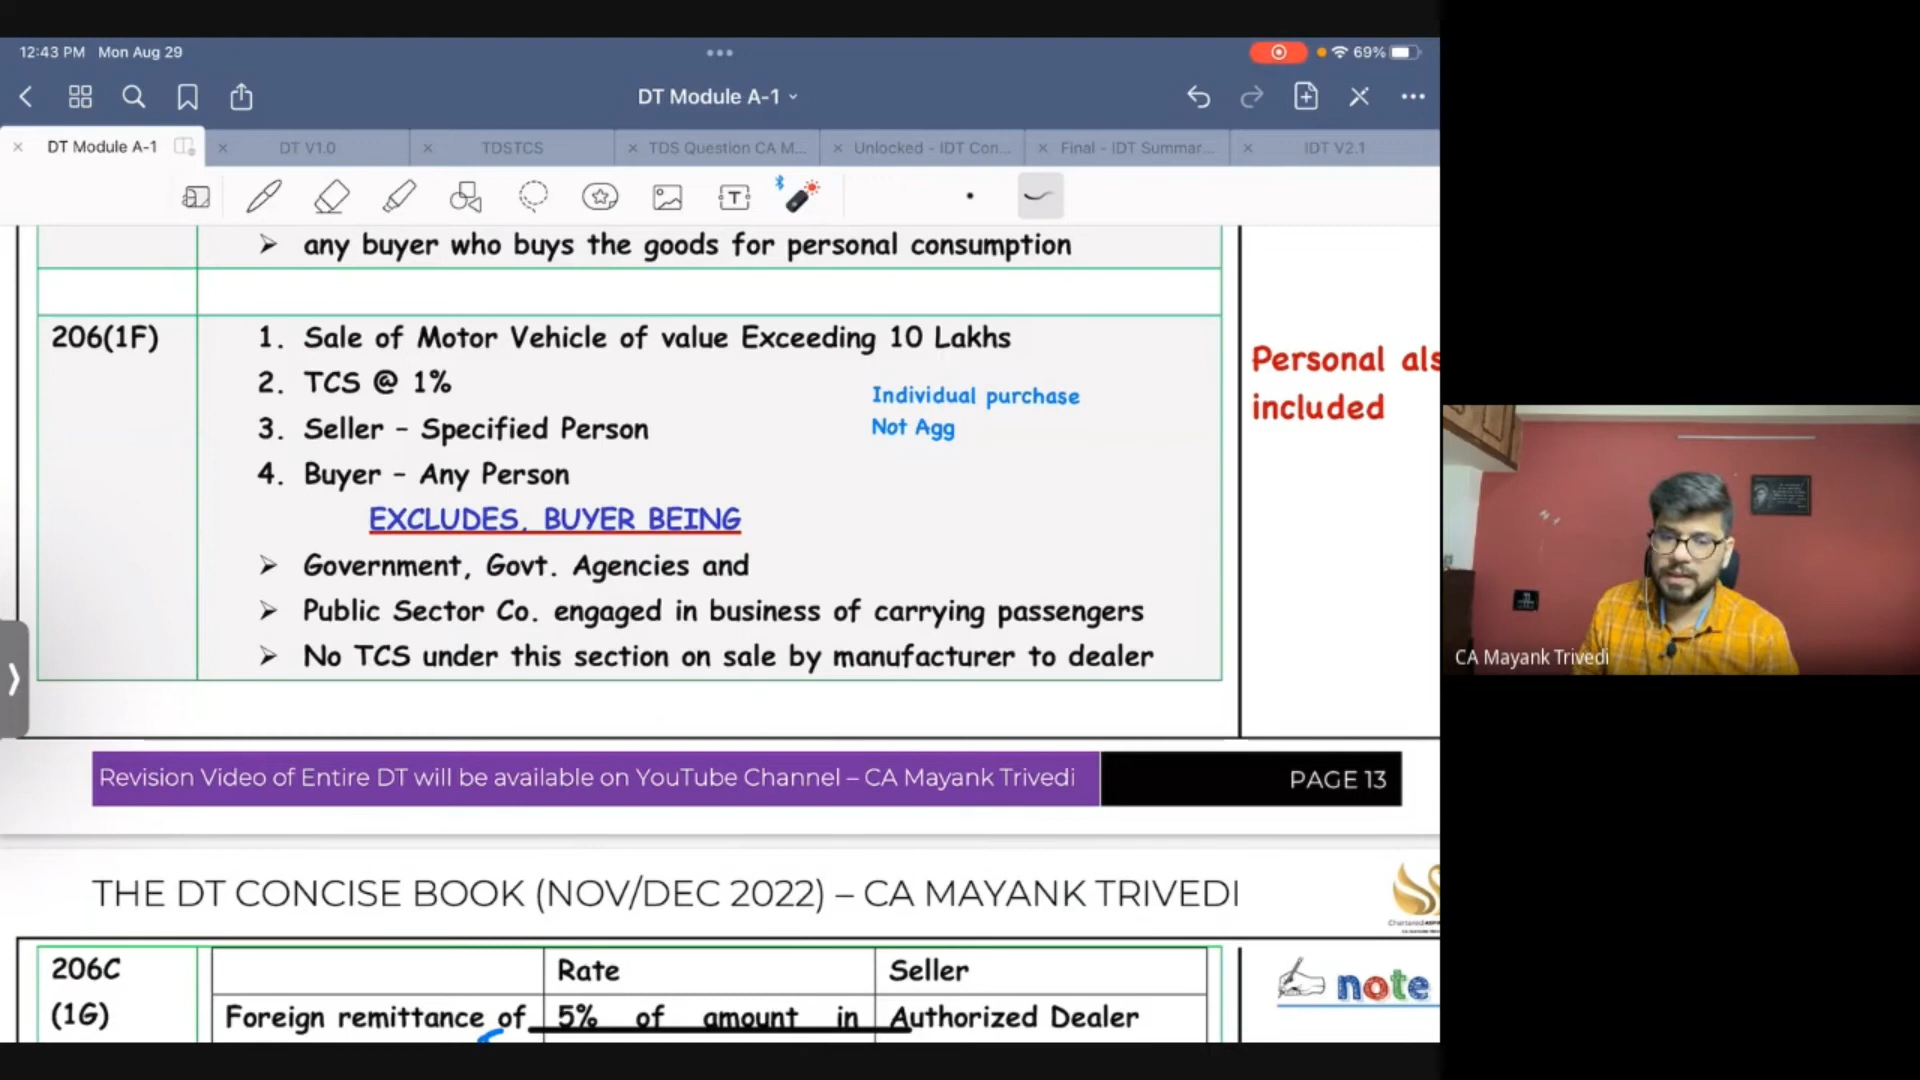 12:43 PM Mon Aug 29
69%
DT Module A-1
DT Module A-1
DT V1.0
TDSTCS
TDS Question CA M...
Unlocked - IDT Con...
Final - IDT Summar...
IDT V2.1
➢ any buyer who buys the goods for personal consumption
206(1F)
1. Sale of Motor Vehicle of value Exceeding 10 Lakhs
2. TCS @ 1%
3. Seller – Specified Person
4. Buyer – Any Person
EXCLUDES, BUYER BEING
➢ Government, Govt. Agencies and
➢ Public Sector Co. engaged in business of carrying passengers
➢ No TCS under this section on sale by manufacturer to dealer
Individual purchase
Not Agg
Personal als
included
CA Mayank Trivedi
Revision Video of Entire DT will be available on YouTube Channel – CA Mayank Trivedi
PAGE 13
THE DT CONCISE BOOK (NOV/DEC 2022) – CA MAYANK TRIVEDI
206C
(1G)
Rate
Seller
Foreign remittance of
5% of amount in
Authorized Dealer
note